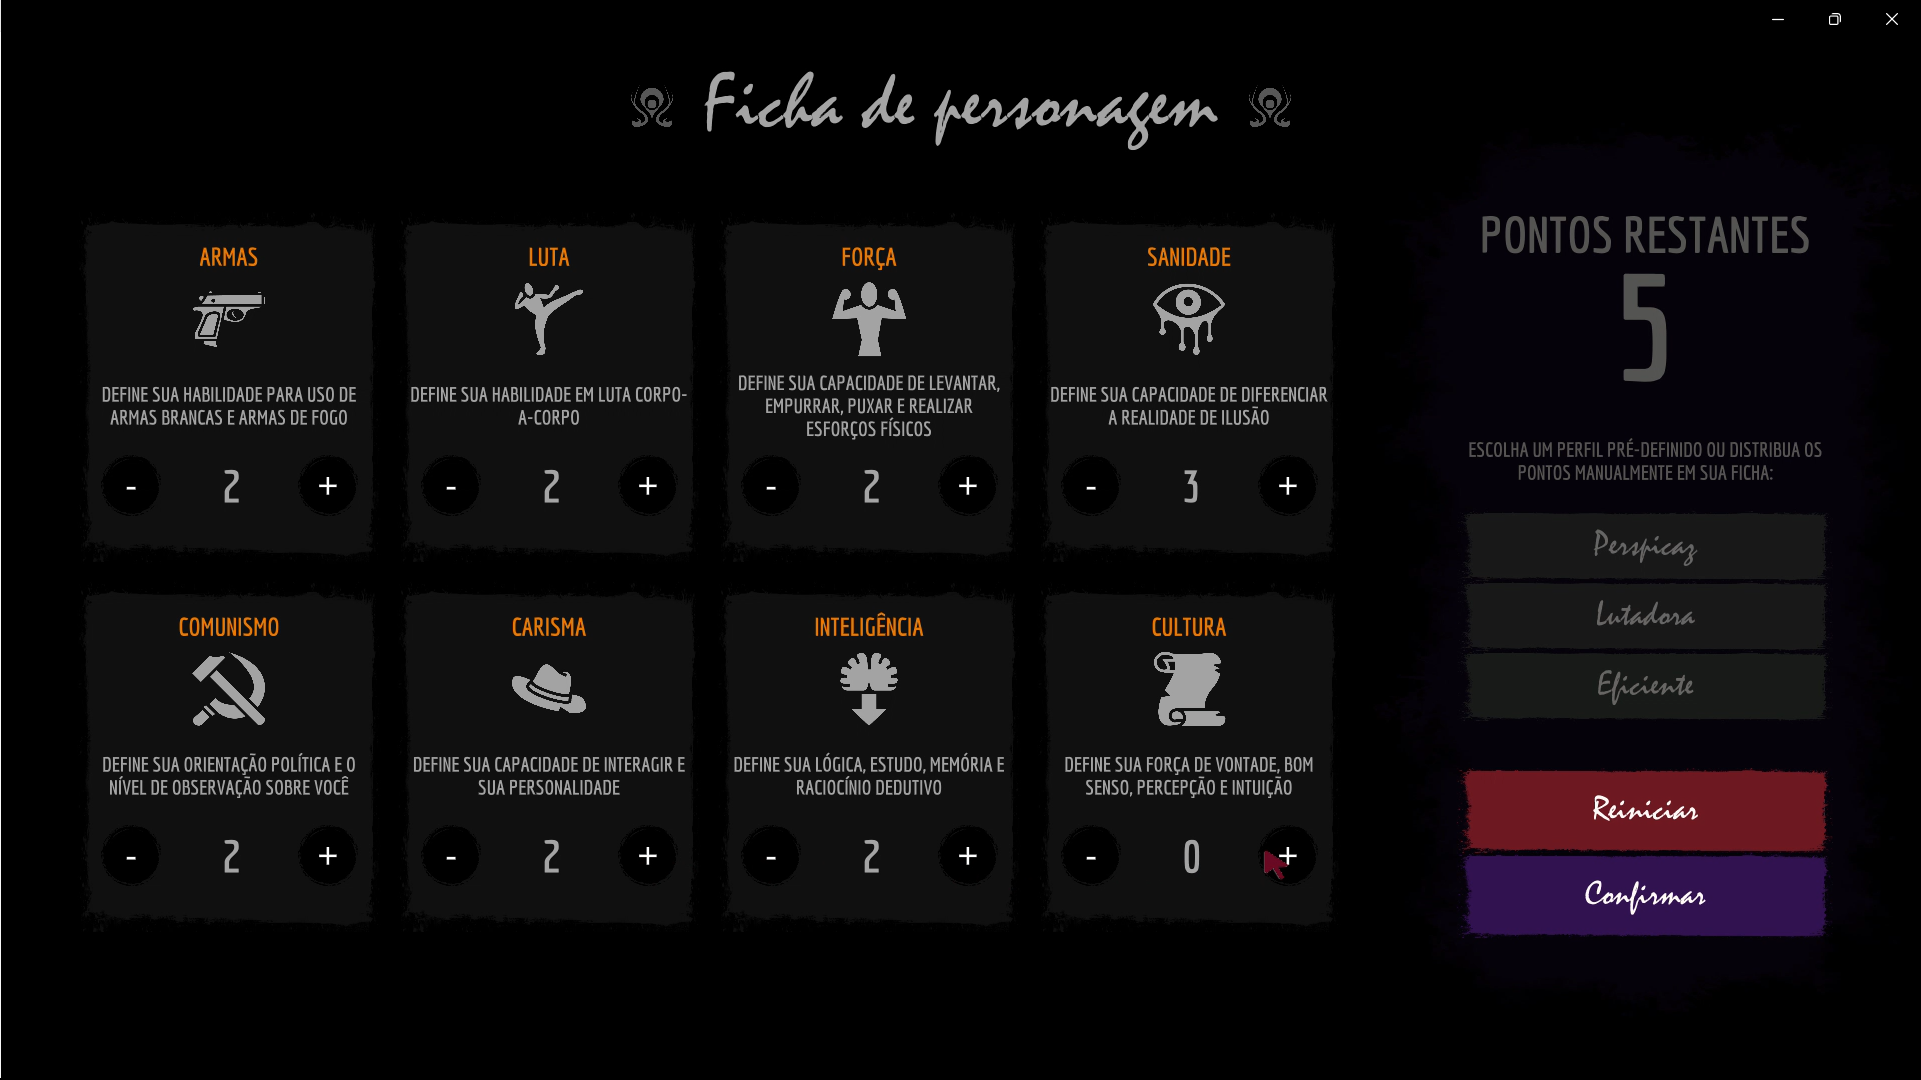 Ficha de personagem
ARMAS
DEFINE SUA HABILIDADE PARA USO DE
ARMAS BRANCAS E ARMAS DE FOGO
- 2 +
LUTA
DEFINE SUA HABILIDADE EM LUTA CORPO-
A-CORPO
- 2 +
FORÇA
DEFINE SUA CAPACIDADE DE LEVANTAR,
EMPURRAR, PUXAR E REALIZAR
ESFORÇOS FÍSICOS
- 2 +
SANIDADE
DEFINE SUA CAPACIDADE DE DIFERENCIAR
A REALIDADE DE ILUSÃO
- 3 +
COMUNISMO
DEFINE SUA ORIENTAÇÃO POLÍTICA E O
NÍVEL DE OBSERVAÇÃO SOBRE VOCÊ
- 2 +
CARISMA
DEFINE SUA CAPACIDADE DE INTERAGIR E
SUA PERSONALIDADE
- 2 +
INTELIGÊNCIA
DEFINE SUA LÓGICA, ESTUDO, MEMÓRIA E
RACIOCÍNIO DEDUTIVO
- 2 +
CULTURA
DEFINE SUA FORÇA DE VONTADE, BOM
SENSO, PERCEPÇÃO E INTUIÇÃO
- 0 +
PONTOS RESTANTES
5
ESCOLHA UM PERFIL PRÉ-DEFINIDO OU DISTRIBUA OS
PONTOS MANUALMENTE EM SUA FICHA:
Perspicaz
Lutadora
Eficiente
Reiniciar
Confirmar